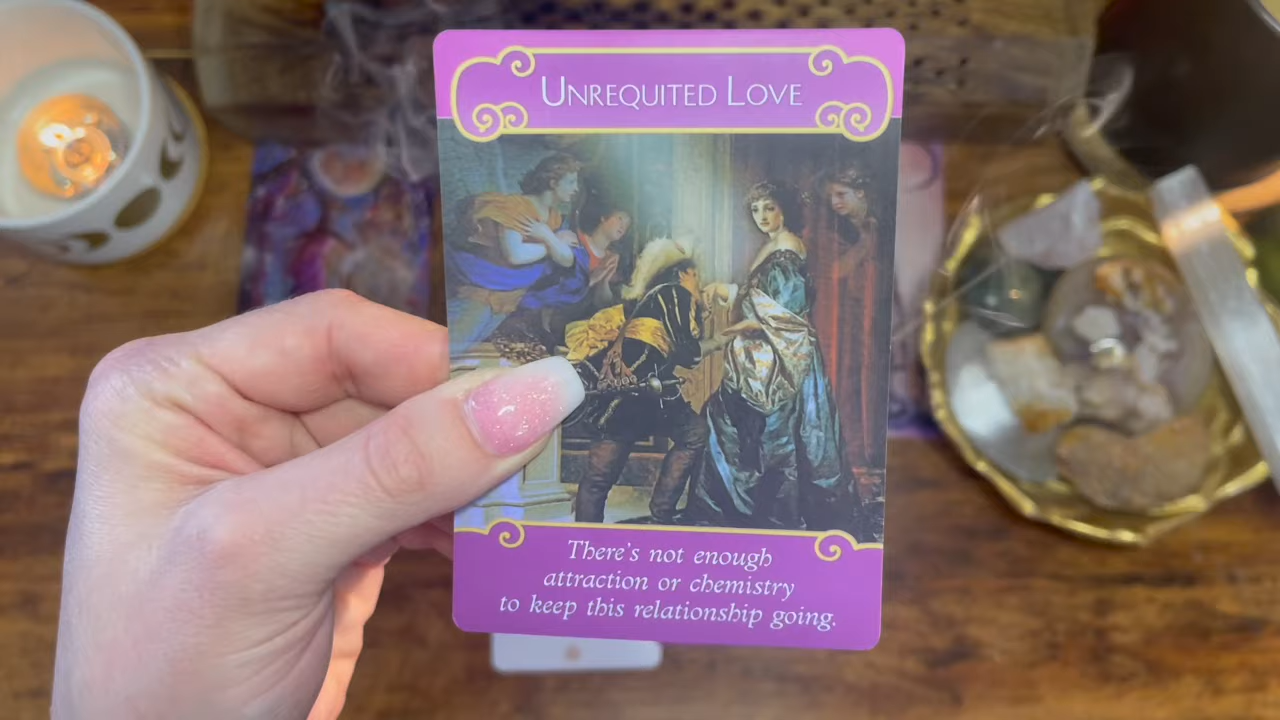 Unrequited Love
There's not enough
attraction or chemistry
to keep this relationship going.